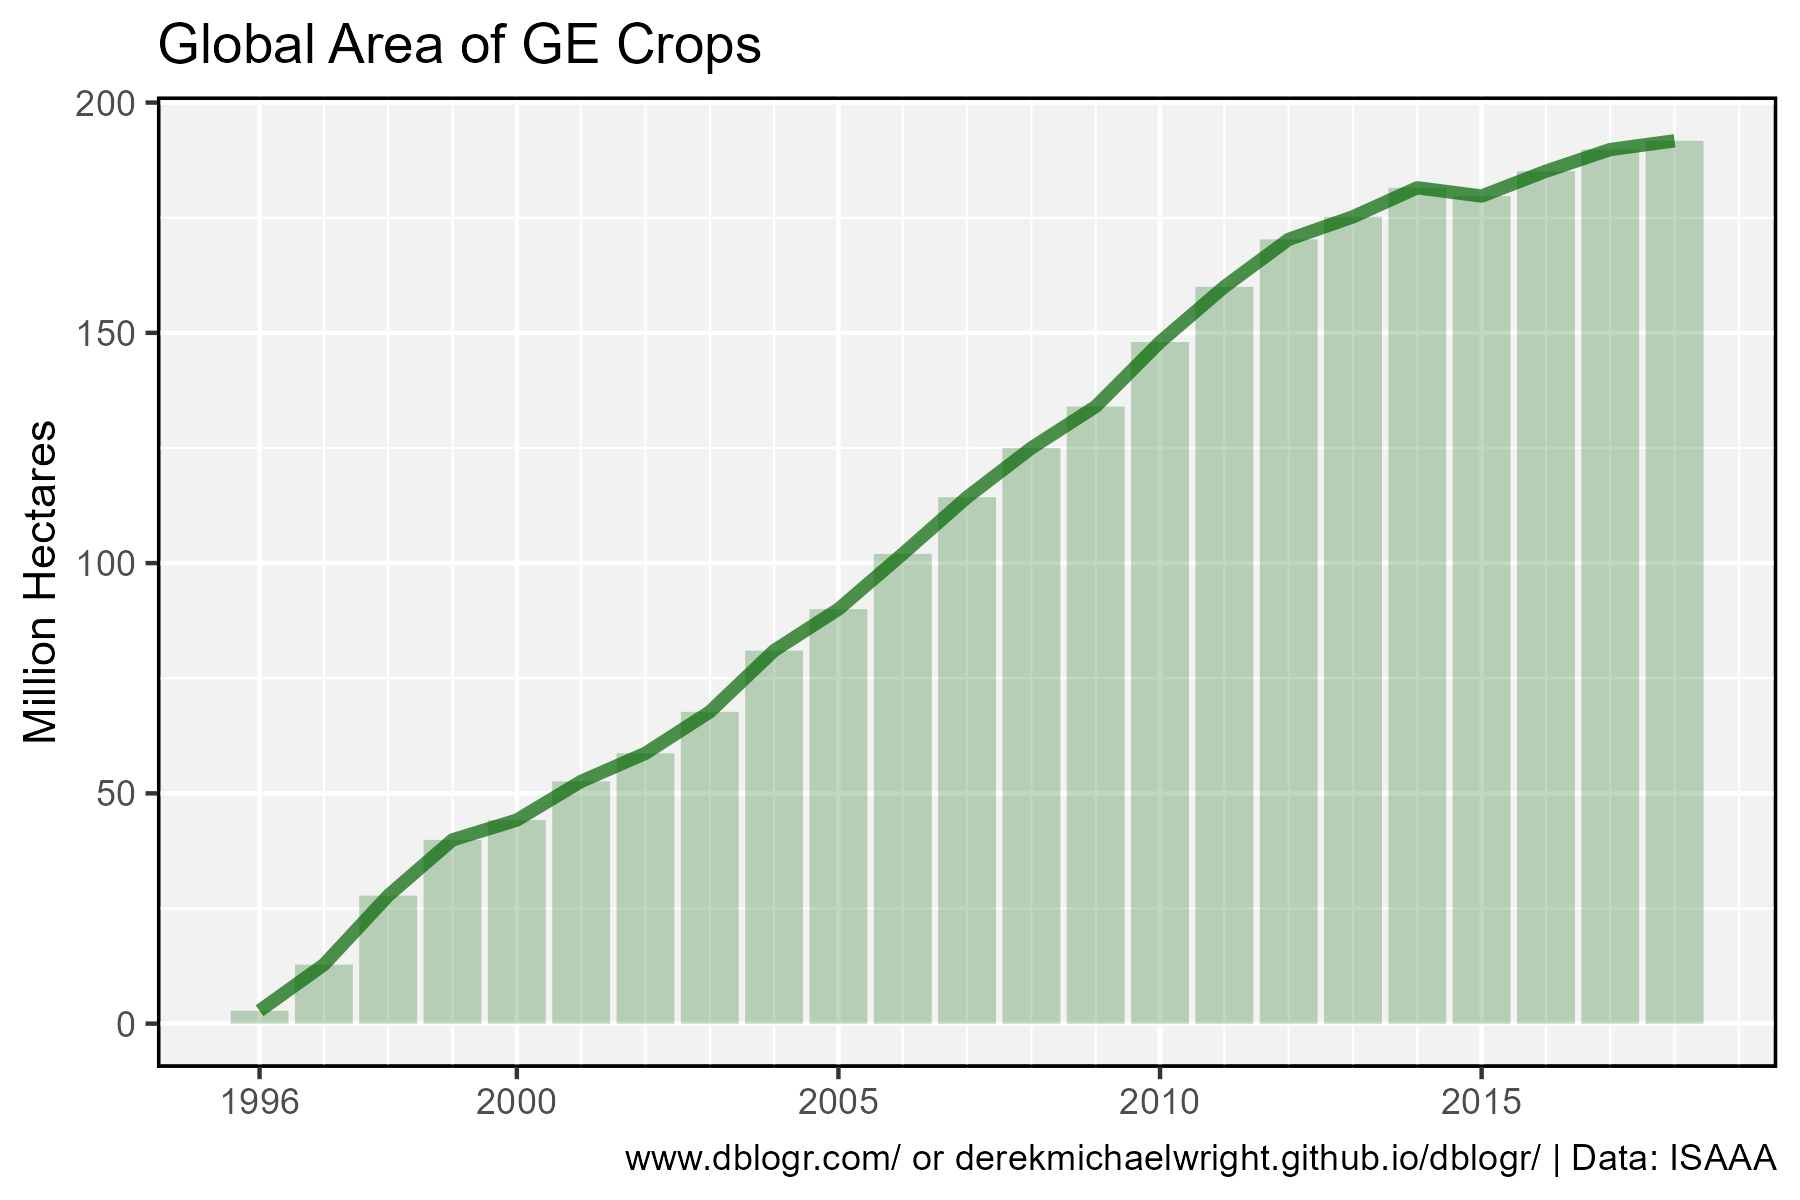 Global Area of GE Crops
Million Hectares
200
150
100
50
0
1996 2000 2005 2010 2015
www.dblogr.com/ or derekmichaelwright.github.io/dblogr/ | Data: ISAAA